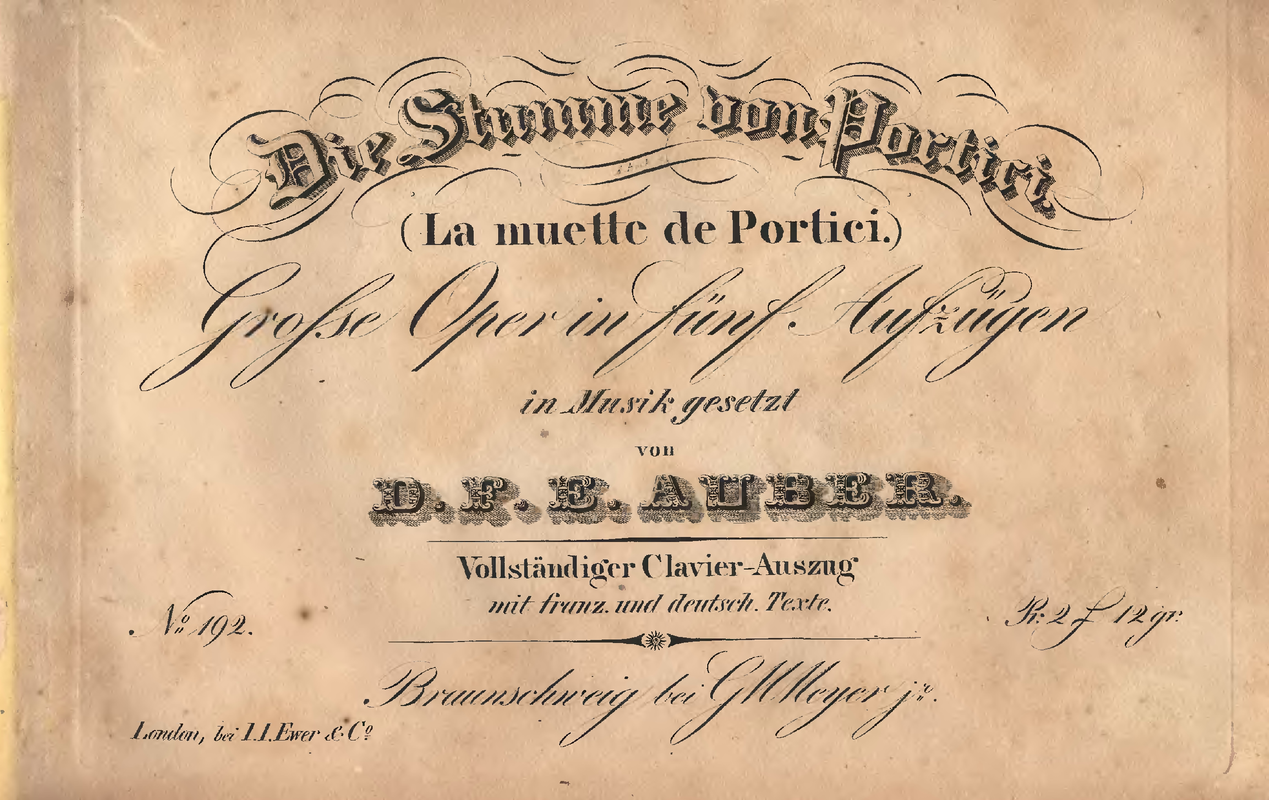 Die Stumme von Portici.
(La muette de Portici.)
Große Oper in fünf Aufzügen
in Musik gesetzt
von
D. F. E. AUBER.
Vollständiger Clavier-Auszug
mit franz. und deutsch. Texte.
No 192.
Pr: 2 12 gr:
Braunschweig bei G M Meyer jr.
London, bei I. I. Ewer & Co